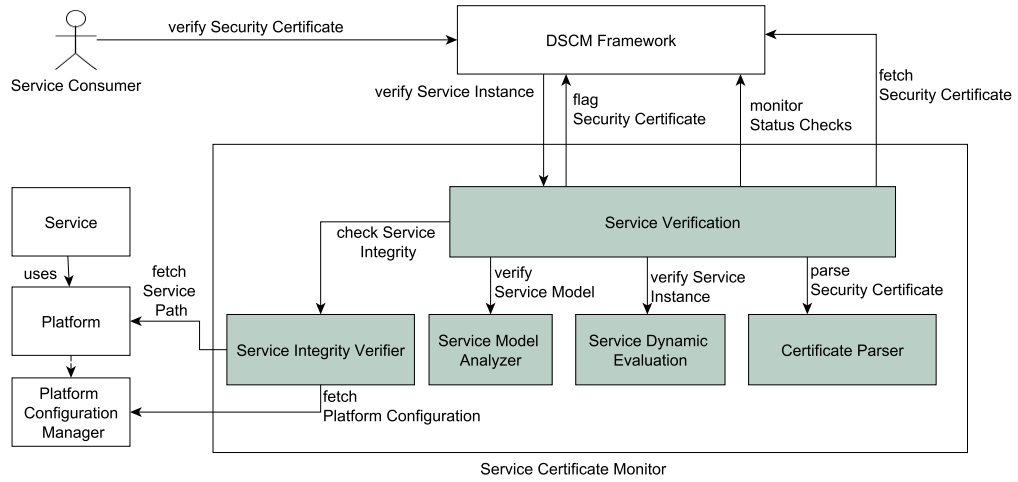 verify Security Certificate
DSCM Framework
Service Consumer
verify Service Instance
flag
Security Certificate
monitor
Status Checks
fetch
Security Certificate
Service
Service Verification
check Service
Integrity
uses
fetch
Service
Path
verify
Service Model
verify Service
Instance
parse
Security Certificate
Platform
Service Integrity Verifier
Service Model
Analyzer
Service Dynamic
Evaluation
Certificate Parser
Platform
Configuration
Manager
fetch
Platform Configuration
Service Certificate Monitor